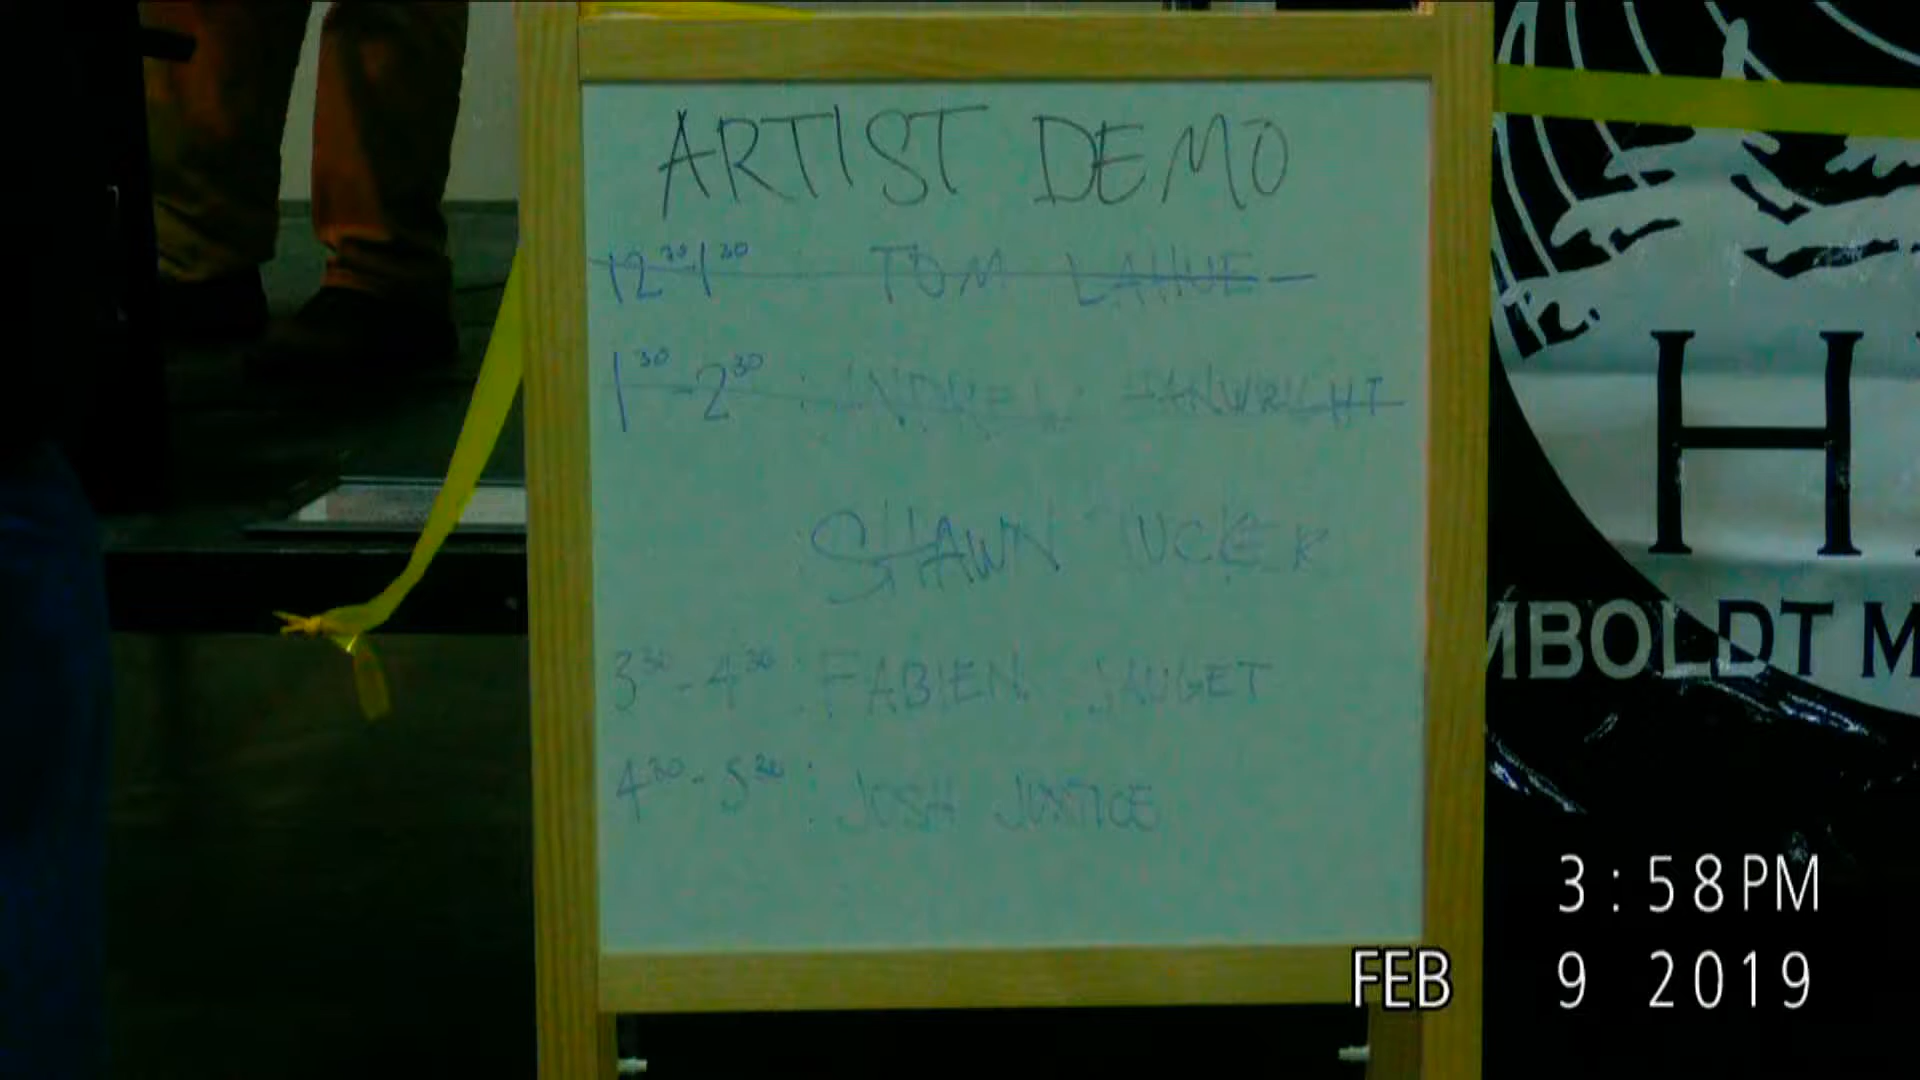 ARTIST DEMO
12³⁰-1³⁰ : TOM LAHUE
1³⁰-2³⁰ : ANDREW
SHAWN
3³⁰-4³⁰ : FABIEN JAUGET
4³⁰-5³⁰ : JOSH JUSTICE
H
MBOLDT M
3:58PM
FEB 9 2019